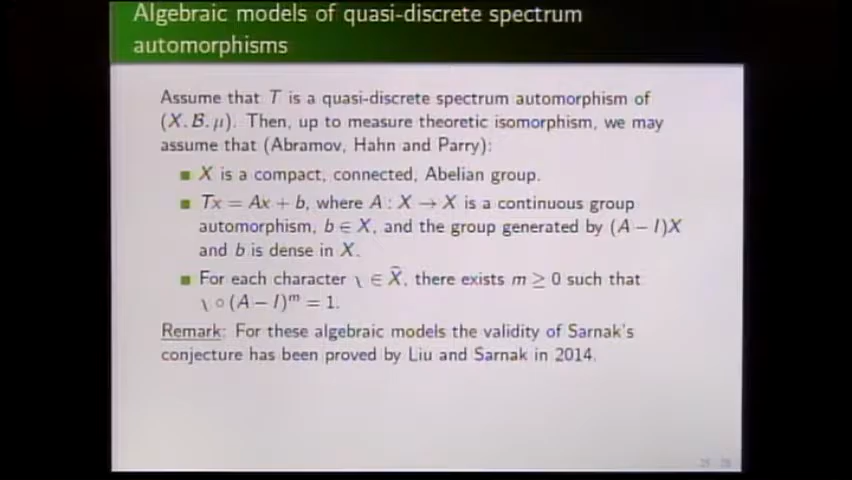 Algebraic models of quasi-discrete spectrum
automorphisms
Assume that T is a quasi-discrete spectrum automorphism of
(X, B, μ). Then, up to measure theoretic isomorphism, we may
assume that (Abramov, Hahn and Parry):
■ X is a compact, connected, Abelian group.
■ Tx = Ax + b, where A : X → X is a continuous group
automorphism, b ∈ X, and the group generated by (A − I)X
and b is dense in X.
■ For each character χ ∈ X̂, there exists m ≥ 0 such that
χ ∘ (A − I)ᵐ = 1.
Remark: For these algebraic models the validity of Sarnak's
conjecture has been proved by Liu and Sarnak in 2014.